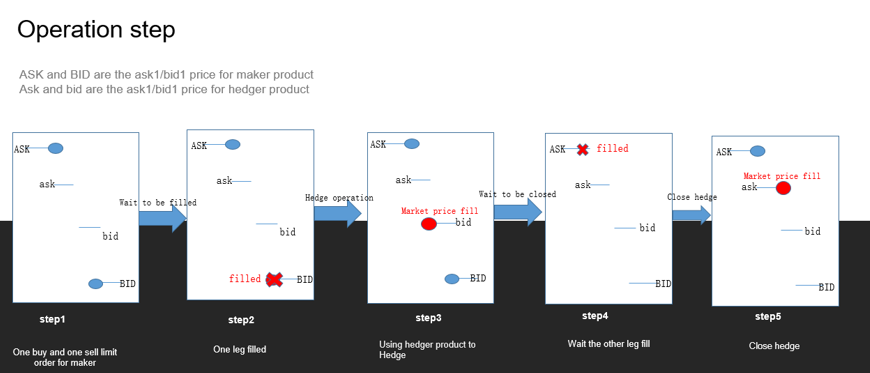 Operation step
ASK and BID are the ask1/bid1 price for maker product
Ask and bid are the ask1/bid1 price for hedger product
ASK
ask
bid
BID
step1
One buy and one sell limit
order for maker
Wait to be filled
ASK
ask
bid
filled
BID
step2
One leg filled
Hedge operation
ASK
ask
Market price fill
bid
BID
step3
Using hedger product to
Hedge
Wait to be closed
ASK
filled
ask
bid
BID
step4
Wait the other leg fill
Close hedge
ASK
Market price fill
ask
bid
BID
step5
Close hedge